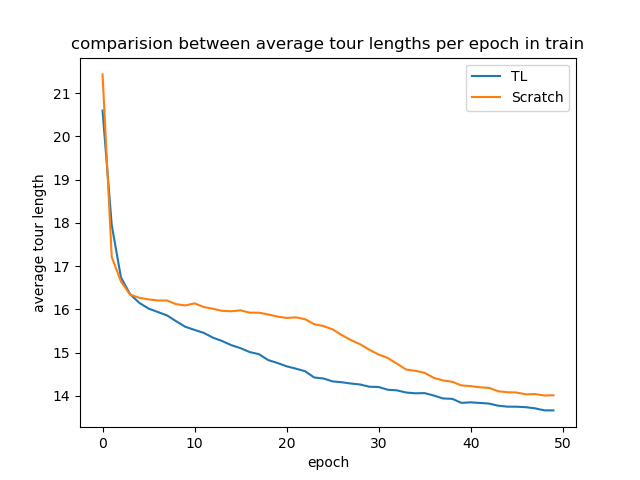 comparision between average tour lengths per epoch in train
TL
Scratch
21
20
19
18
17
16
15
14
average tour length
0 10 20 30 40 50
epoch